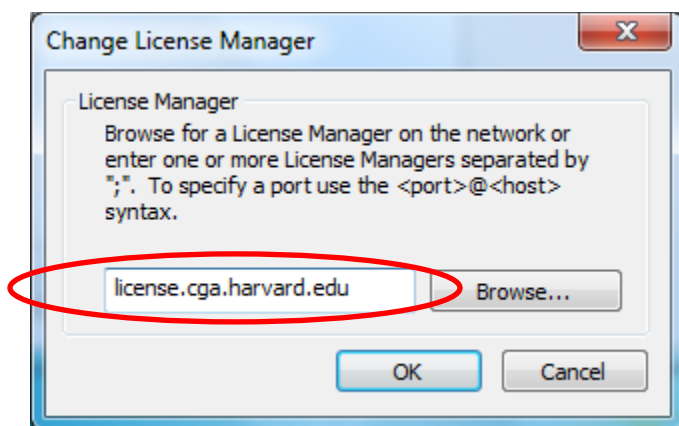 Change License Manager
License Manager
Browse for a License Manager on the network or
enter one or more License Managers separated by
";".  To specify a port use the <port>@<host>
syntax.
license.cga.harvard.edu
Browse...
OK
Cancel